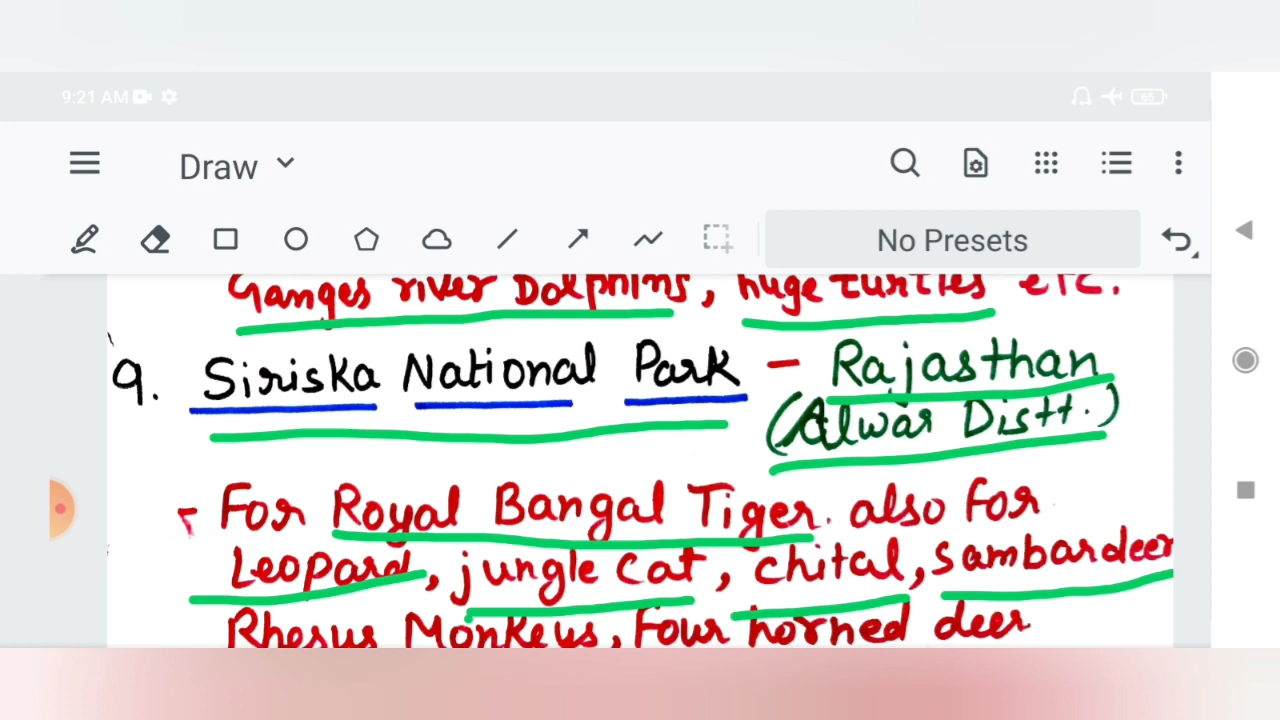 9:21 AM
65
Draw
No Presets
Ganges river Dolphins, huge turtles etc.
9. Siriska National Park - Rajasthan
(Alwar Distt.)
- For Royal Bangal Tiger. also for
Leopard, jungle cat, chital, sambardeer
Rhesus Monkeys, Four horned deer